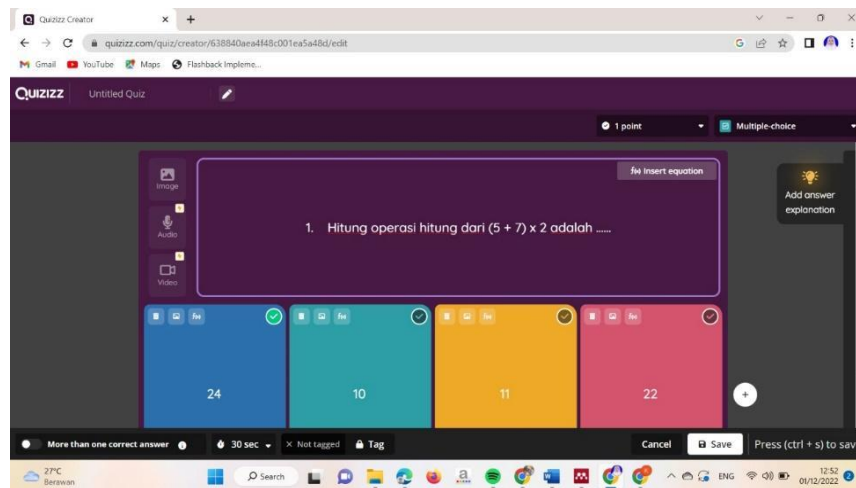 Quizizz Creator
quizizz.com/quiz/creator/638840aea4f48c001ea5a48d/edit
Gmail YouTube Maps Flashback Impleme...
QUIZIZZ Untitled Quiz
1 point Multiple-choice
Image
fx Insert equation
Audio
Video
1. Hitung operasi hitung dari (5 + 7) x 2 adalah ......
Add answer
explanation
24 10 11 22
More than one correct answer 30 sec Not tagged Tag Cancel Save Press (ctrl + s) to sav
27°C
Berawan
Search
ENG
12:52
01/12/2022
2